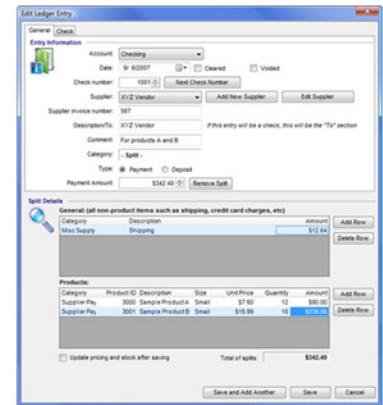 Edit Ledger Entry
General Check
Entry Information
Account: Checking
Date: 9/ 6/2007 Cleared Voided
Check number: 1001 Next Check Number
Supplier: XYZ Vendor Add New Supplier Edit Supplier
Supplier invoice number: 567
Description/To: XYZ Vendor If this entry will be a check, this will be the "To" section
Comment: For products A and B
Category: - Split -
Type: Payment Deposit
Payment Amount: $342.49 Remove Split
Split Details
General: (all non-product items such as shipping, credit card charges, etc)
Category Description Amount Add Row
Misc Supply Shipping $12.64 Delete Row
Products:
Category Product ID Description Size Unit Price Quantity Amount Add Row
Supplier Pay 3000 Sample Product A Small $7.50 12 $90.00 Delete Row
Supplier Pay 3001 Sample Product B Small $15.99 15 $239.85
Update pricing and stock after saving Total of splits: $342.49
Save and Add Another Save Cancel